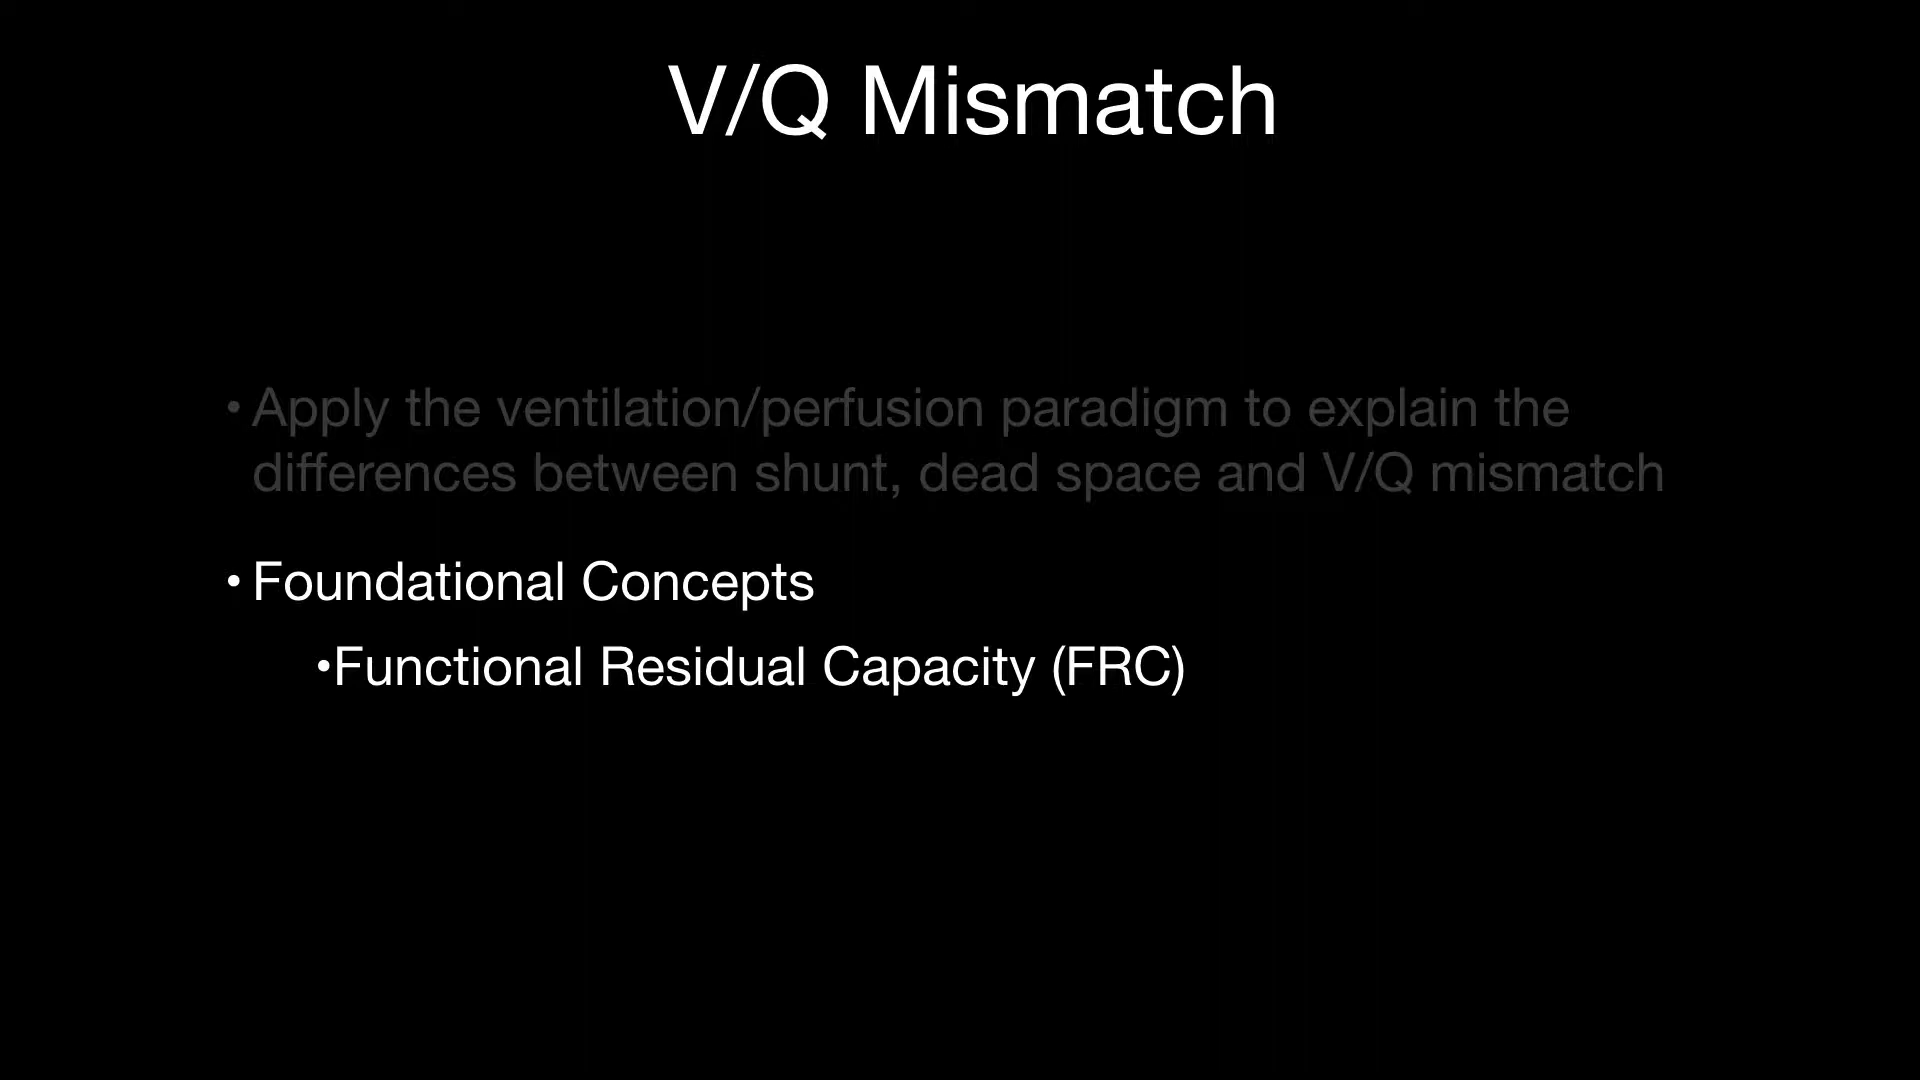 V/Q Mismatch
• Apply the ventilation/perfusion paradigm to explain the
differences between shunt, dead space and V/Q mismatch
• Foundational Concepts
•Functional Residual Capacity (FRC)